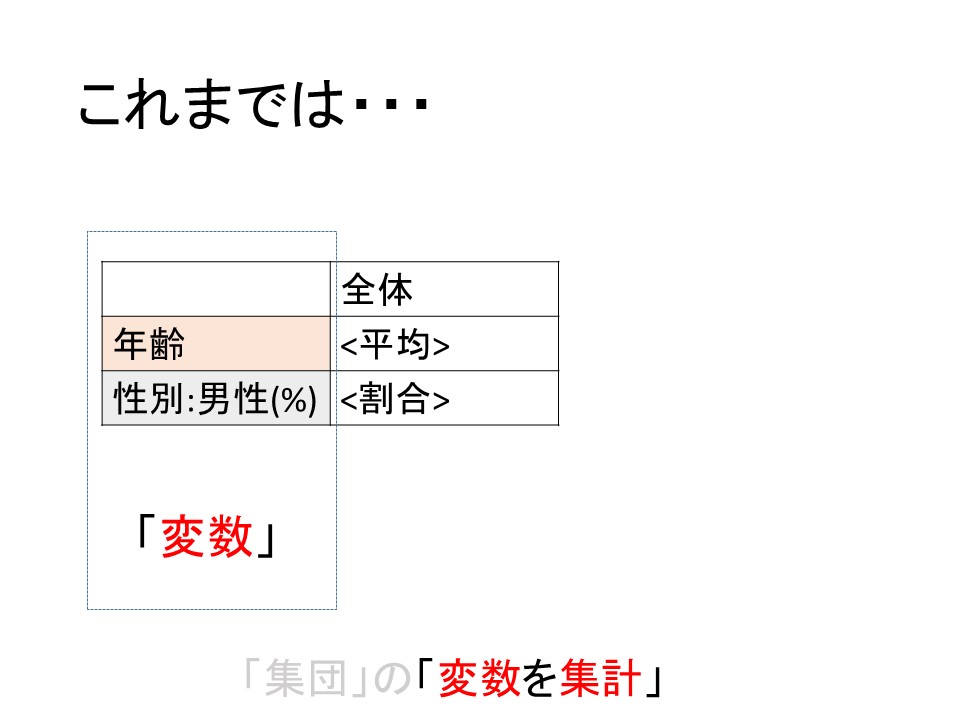 これまでは・・・
全体
年齢 <平均>
性別:男性(%) <割合>
「変数」
「集団」の「変数を集計」